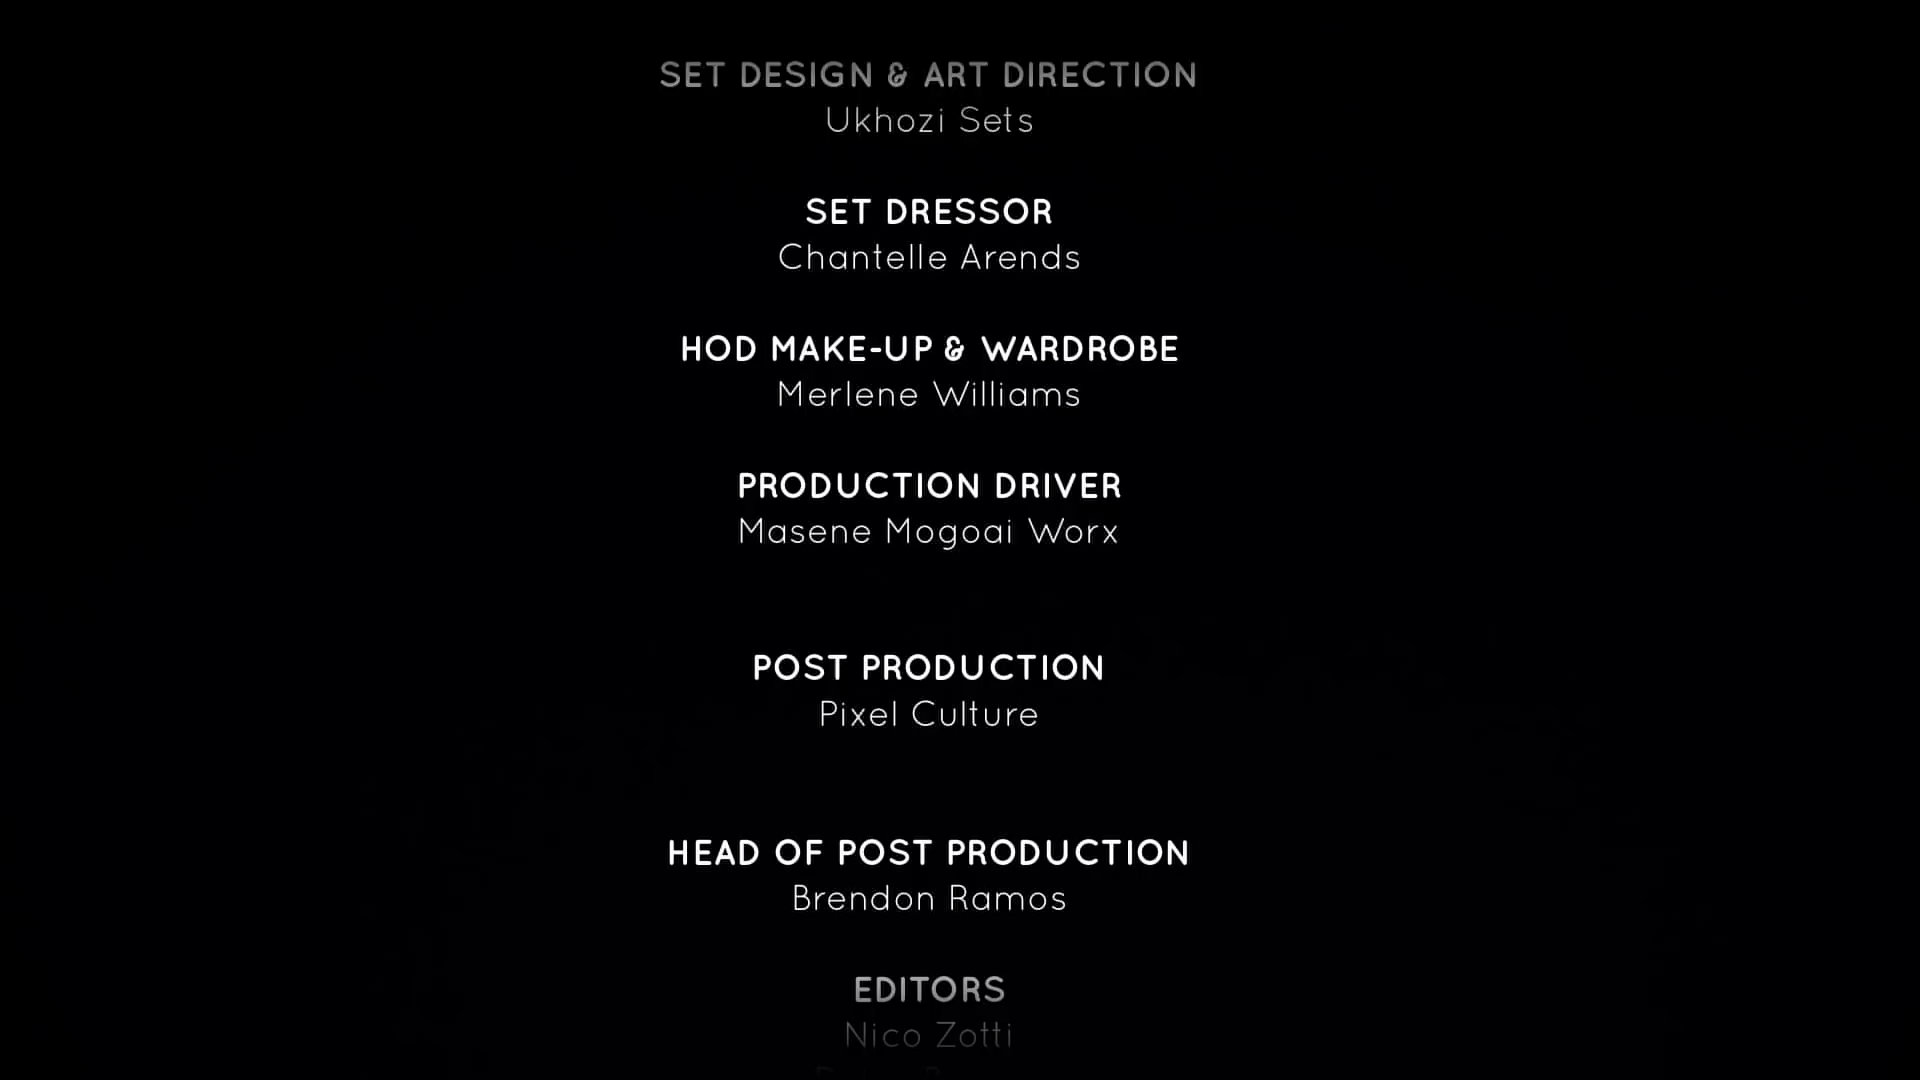 SET DESIGN & ART DIRECTION
Ukhozi Sets
SET DRESSOR
Chantelle Arends
HOD MAKE-UP & WARDROBE
Merlene Williams
PRODUCTION DRIVER
Masene Mogoai Worx
POST PRODUCTION
Pixel Culture
HEAD OF POST PRODUCTION
Brendon Ramos
EDITORS
Nico Zotti